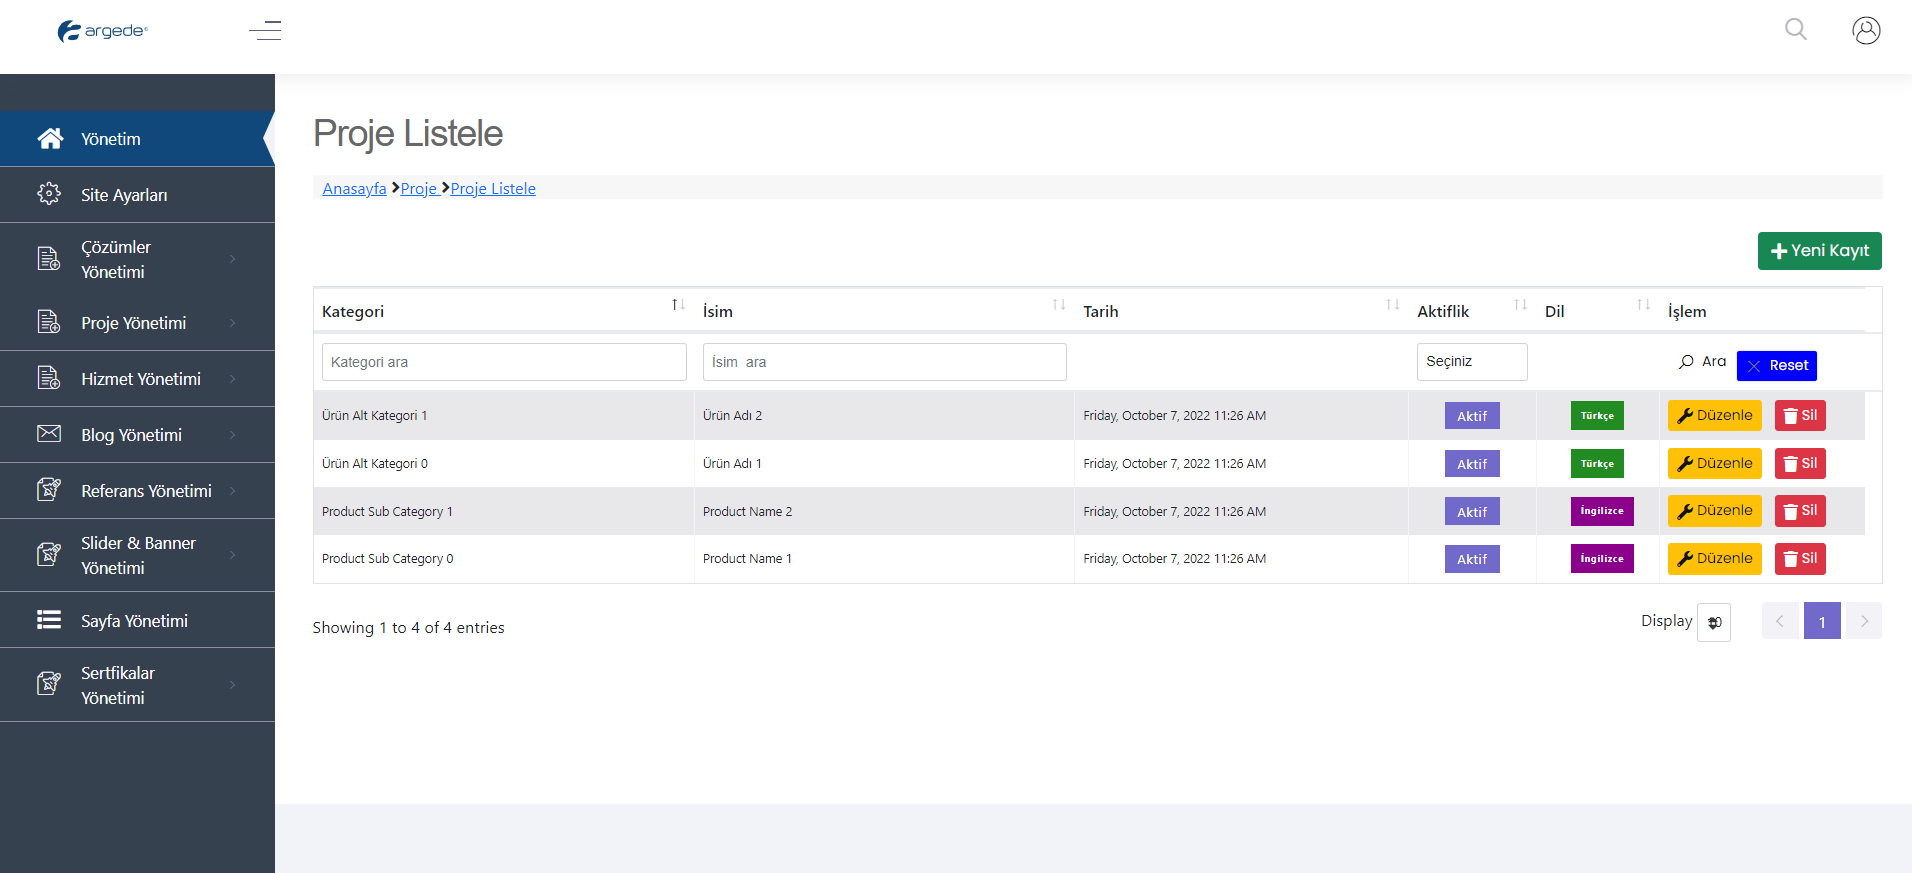 argede
Yönetim
Site Ayarları
Çözümler
Yönetimi
Proje Yönetimi
Hizmet Yönetimi
Blog Yönetimi
Referans Yönetimi
Slider & Banner
Yönetimi
Sayfa Yönetimi
Sertfikalar
Yönetimi
Proje Listele
Anasayfa Proje Proje Listele
Yeni Kayıt
Kategori İsim Tarih Aktiflik Dil İşlem
Kategori ara İsim ara Seçiniz Ara Reset
Ürün Alt Kategori 1 Ürün Adı 2 Friday, October 7, 2022 11:26 AM Aktif Türkçe Düzenle Sil
Ürün Alt Kategori 0 Ürün Adı 1 Friday, October 7, 2022 11:26 AM Aktif Türkçe Düzenle Sil
Product Sub Category 1 Product Name 2 Friday, October 7, 2022 11:26 AM Aktif İngilizce Düzenle Sil
Product Sub Category 0 Product Name 1 Friday, October 7, 2022 11:26 AM Aktif İngilizce Düzenle Sil
Showing 1 to 4 of 4 entries
Display
1